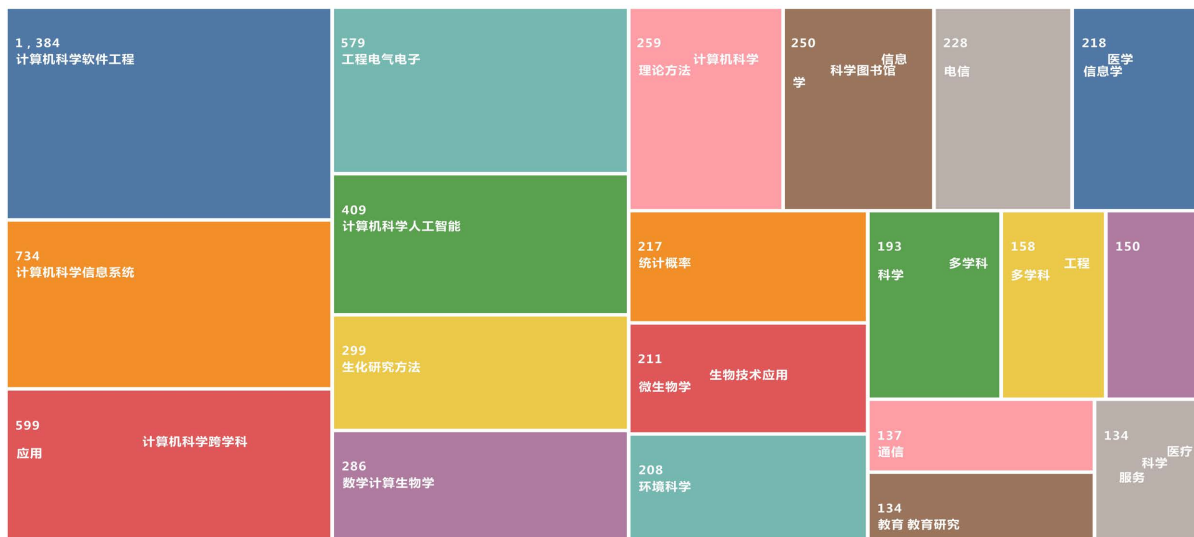 1，384
计算机科学软件工程
734
计算机科学信息系统
599
计算机科学跨学科
应用
579
工程电气电子
409
计算机科学人工智能
299
生化研究方法
286
数学计算生物学
259
计算机科学
理论方法
250
信息
科学图书馆
学
228
电信
218
医学
信息学
217
统计概率
211
生物技术应用
微生物学
208
环境科学
193
多学科
科学
158
工程
多学科
150
137
通信
134
教育 教育研究
134
医疗
科学
服务